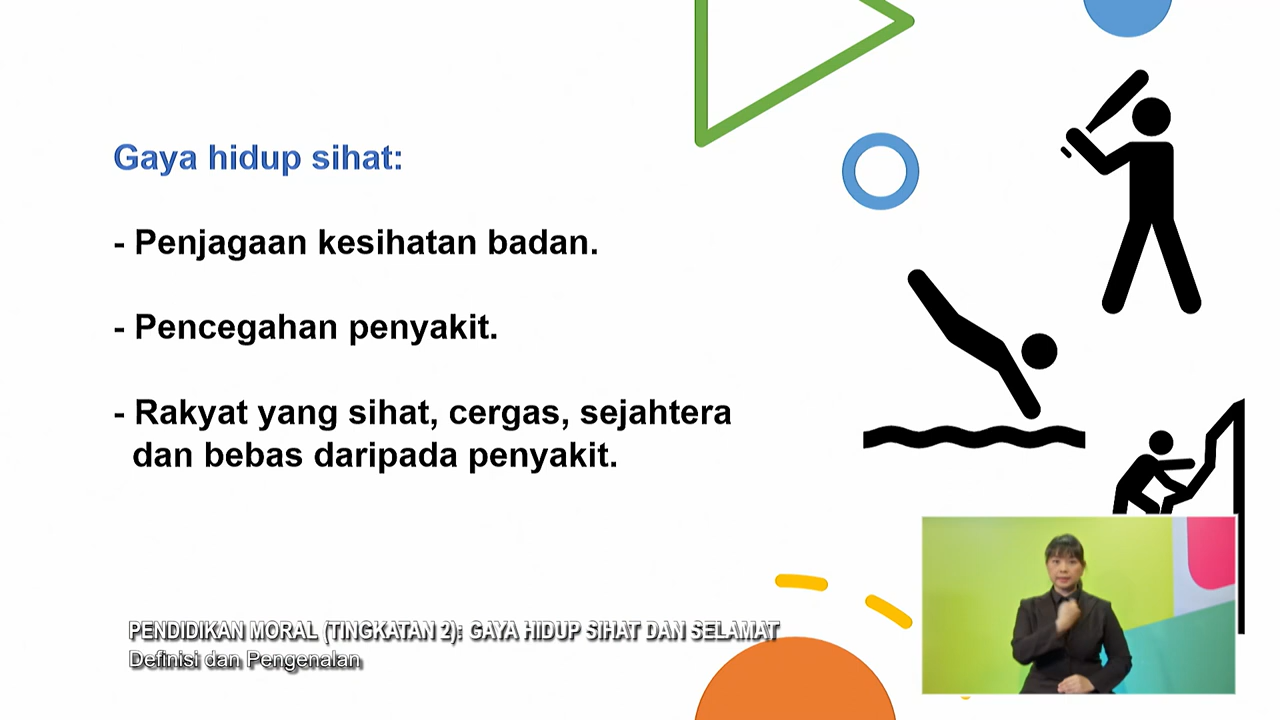 Gaya hidup sihat:
- Penjagaan kesihatan badan.
- Pencegahan penyakit.
- Rakyat yang sihat, cergas, sejahtera
dan bebas daripada penyakit.
PENDIDIKAN MORAL (TINGKATAN 2): GAYA HIDUP SIHAT DAN SELAMAT
Definisi dan Pengenalan